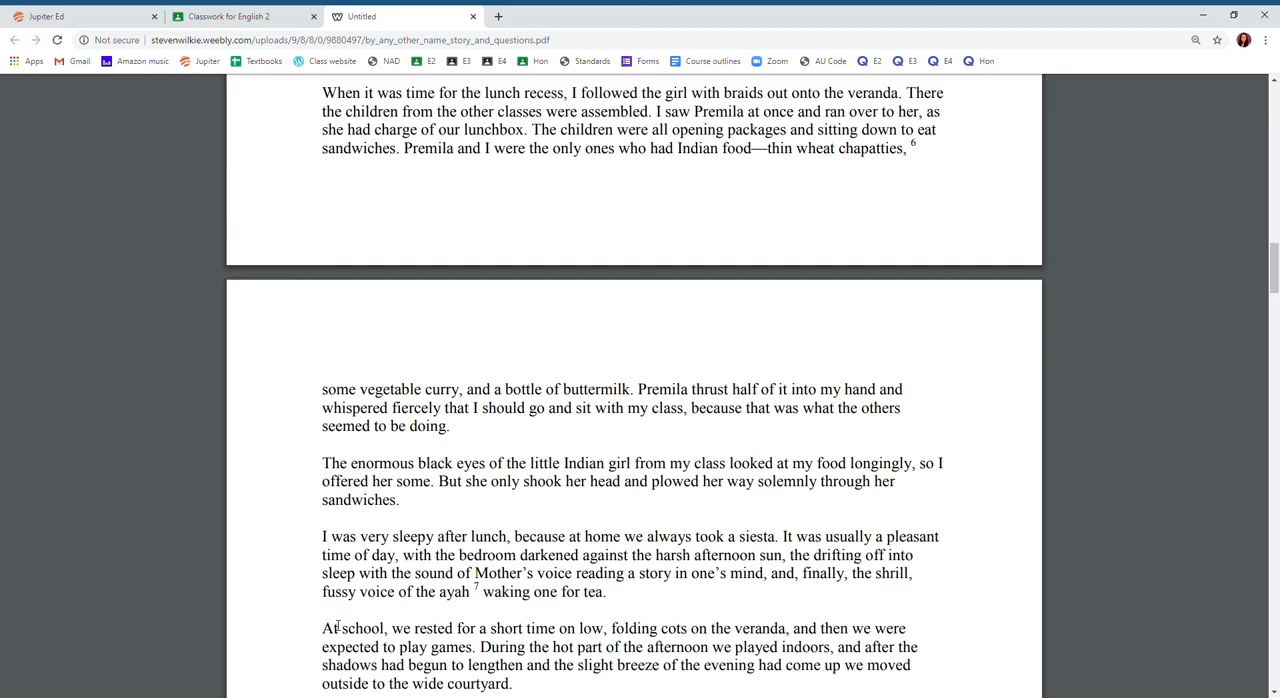 Jupiter Ed
Classwork for English 2
Untitled
Not secure | stevenwilkie.weebly.com/uploads/9/8/8/0/9880497/by_any_other_name_story_and_questions.pdf
Apps Gmail Amazon music Jupiter Textbooks Class website NAD E2 E3 E4 Hon Standards Forms Course outlines Zoom AU Code E2 E3 E4 Hon
When it was time for the lunch recess, I followed the girl with braids out onto the veranda. There
the children from the other classes were assembled. I saw Premila at once and ran over to her, as
she had charge of our lunchbox. The children were all opening packages and sitting down to eat
sandwiches. Premila and I were the only ones who had Indian food—thin wheat chapatties, 6
some vegetable curry, and a bottle of buttermilk. Premila thrust half of it into my hand and
whispered fiercely that I should go and sit with my class, because that was what the others
seemed to be doing.
The enormous black eyes of the little Indian girl from my class looked at my food longingly, so I
offered her some. But she only shook her head and plowed her way solemnly through her
sandwiches.
I was very sleepy after lunch, because at home we always took a siesta. It was usually a pleasant
time of day, with the bedroom darkened against the harsh afternoon sun, the drifting off into
sleep with the sound of Mother’s voice reading a story in one’s mind, and, finally, the shrill,
fussy voice of the ayah 7 waking one for tea.
At school, we rested for a short time on low, folding cots on the veranda, and then we were
expected to play games. During the hot part of the afternoon we played indoors, and after the
shadows had begun to lengthen and the slight breeze of the evening had come up we moved
outside to the wide courtyard.